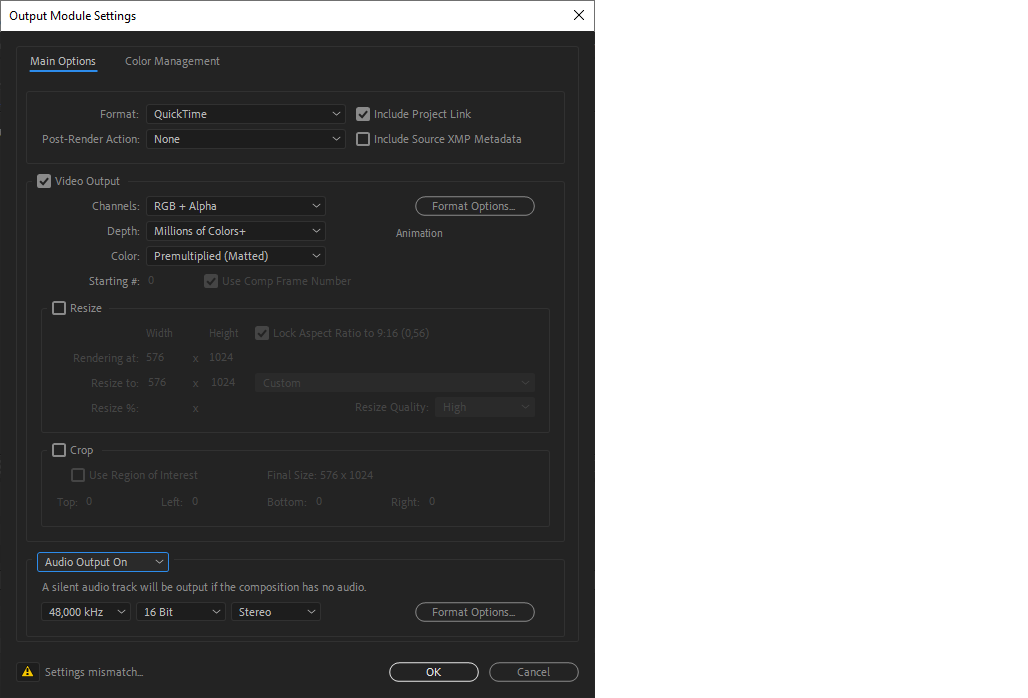 Output Module Settings
Main Options Color Management
Format: QuickTime Include Project Link
Post-Render Action: None Include Source XMP Metadata
Video Output
Channels: RGB + Alpha Format Options...
Depth: Millions of Colors+ Animation
Color: Premultiplied (Matted)
Starting #: 0 Use Comp Frame Number
Resize
Width Height Lock Aspect Ratio to 9:16 (0,56)
Rendering at: 576 x 1024
Resize to: 576 x 1024 Custom
Resize %: x Resize Quality: High
Crop
Use Region of Interest Final Size: 576 x 1024
Top: 0 Left: 0 Bottom: 0 Right: 0
Audio Output On
A silent audio track will be output if the composition has no audio.
48,000 kHz 16 Bit Stereo Format Options...
Settings mismatch... OK Cancel